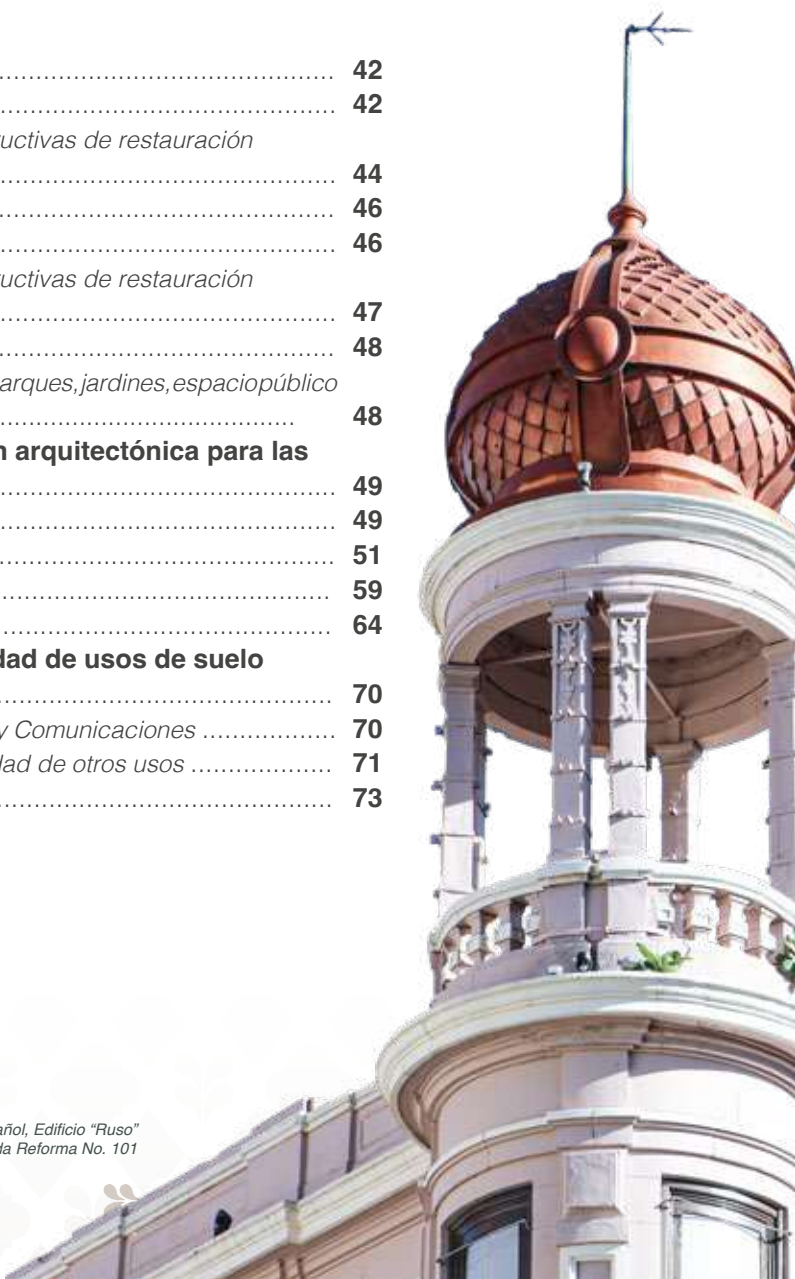 ............................................. 42
............................................. 42
uctivas de restauración
............................................. 44
............................................. 46
............................................. 46
uctivas de restauración
............................................. 47
............................................. 48
arques,jardines,espaciopúblico
........................................ 48
n arquitectónica para las
............................................. 49
............................................. 49
............................................. 51
............................................. 59
............................................. 64
dad de usos de suelo
............................................. 70
y Comunicaciones .................. 70
dad de otros usos ................... 71
............................................. 73
añol, Edificio “Ruso”
da Reforma No. 101